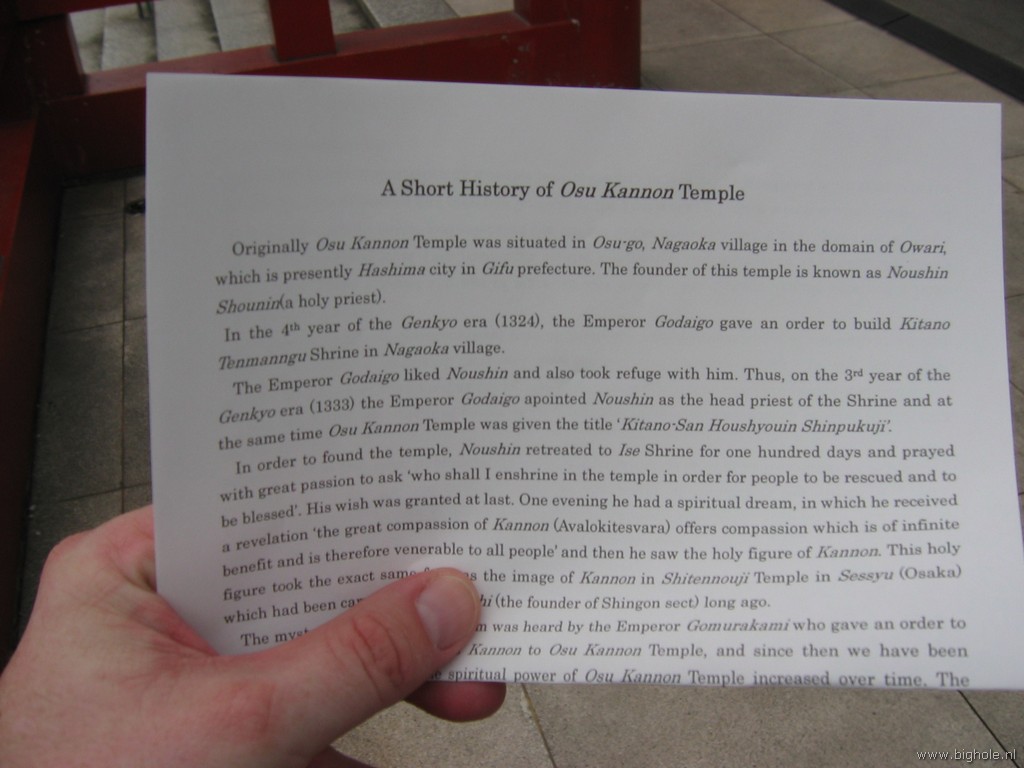 A Short History of Osu Kannon Temple
Originally Osu Kannon Temple was situated in Osu-go, Nagaoka village in the domain of Owari,
which is presently Hashima city in Gifu prefecture. The founder of this temple is known as Noushin
Shounin(a holy priest).
In the 4th year of the Genkyo era (1324), the Emperor Godaigo gave an order to build Kitano
Tenmanngu Shrine in Nagaoka village.
The Emperor Godaigo liked Noushin and also took refuge with him. Thus, on the 3rd year of the
Genkyo era (1333) the Emperor Godaigo apointed Noushin as the head priest of the Shrine and at
the same time Osu Kannon Temple was given the title 'Kitano-San Houshyouin Shinpukuji'.
In order to found the temple, Noushin retreated to Ise Shrine for one hundred days and prayed
with great passion to ask 'who shall I enshrine in the temple in order for people to be rescued and to
be blessed'. His wish was granted at last. One evening he had a spiritual dream, in which he received
a revelation 'the great compassion of Kannon (Avalokitesvara) offers compassion which is of infinite
benefit and is therefore venerable to all people' and then he saw the holy figure of Kannon. This holy
figure took the exact same as the image of Kannon in Shitennouji Temple in Sessyu (Osaka)
which had been (the founder of Shingon sect) long ago.
The was heard by the Emperor Gomurakami who gave an order to
Kannon to Osu Kannon Temple, and since then we have been
spiritual power of Osu Kannon Temple increased over time. The
www.bighole.nl